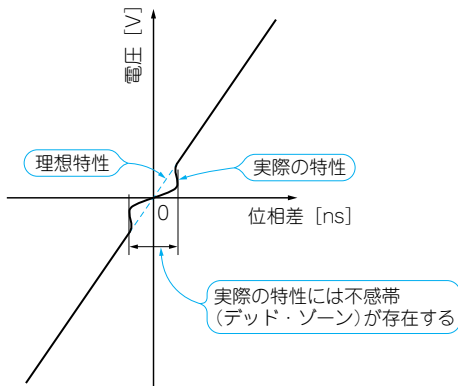 電圧 [V]
理想特性
実際の特性
0
位相差 [ns]
実際の特性には不感帯
(デッド・ゾーン)が存在する